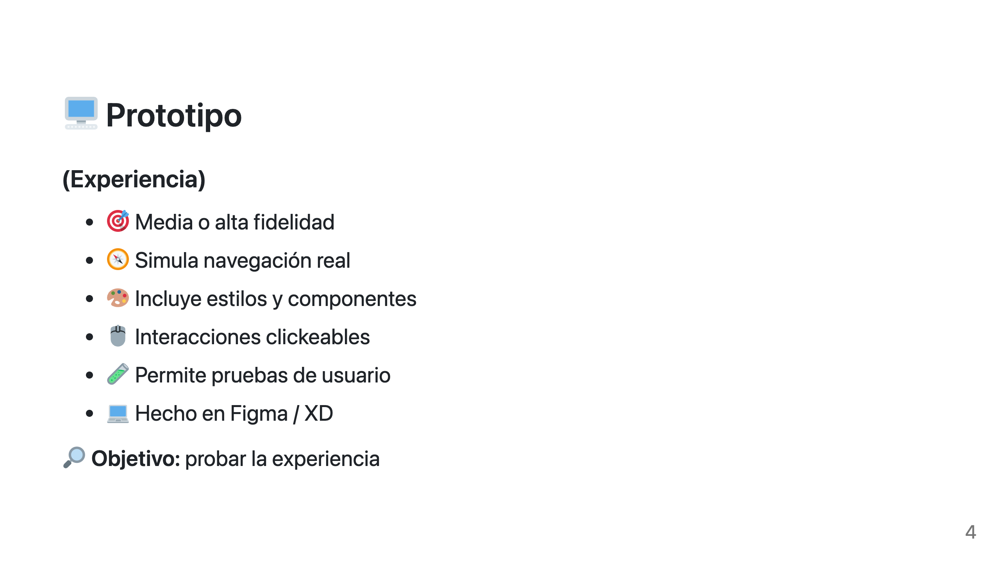 Prototipo
(Experiencia)
Media o alta fidelidad
Simula navegación real
Incluye estilos y componentes
Interacciones clickeables
Permite pruebas de usuario
Hecho en Figma / XD
Objetivo: probar la experiencia
4